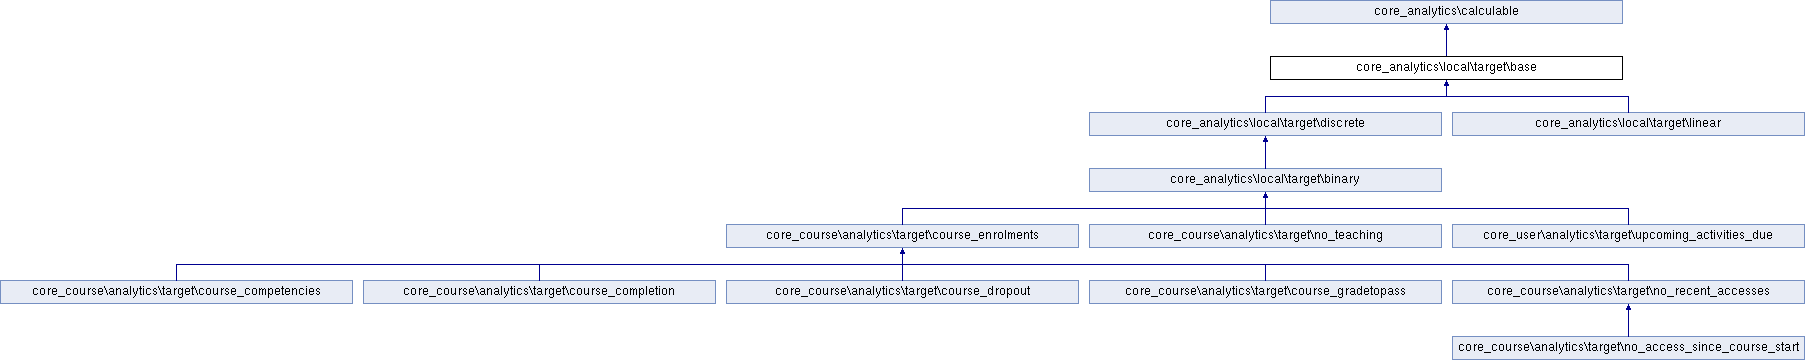 core_analytics\calculable
core_analytics\local\target\base
core_analytics\local\target\discrete
core_analytics\local\target\linear
core_analytics\local\target\binary
core_course\analytics\target\course_enrolments
core_course\analytics\target\no_teaching
core_user\analytics\target\upcoming_activities_due
core_course\analytics\target\course_competencies
core_course\analytics\target\course_completion
core_course\analytics\target\course_dropout
core_course\analytics\target\course_gradetopass
core_course\analytics\target\no_recent_accesses
core_course\analytics\target\no_access_since_course_start